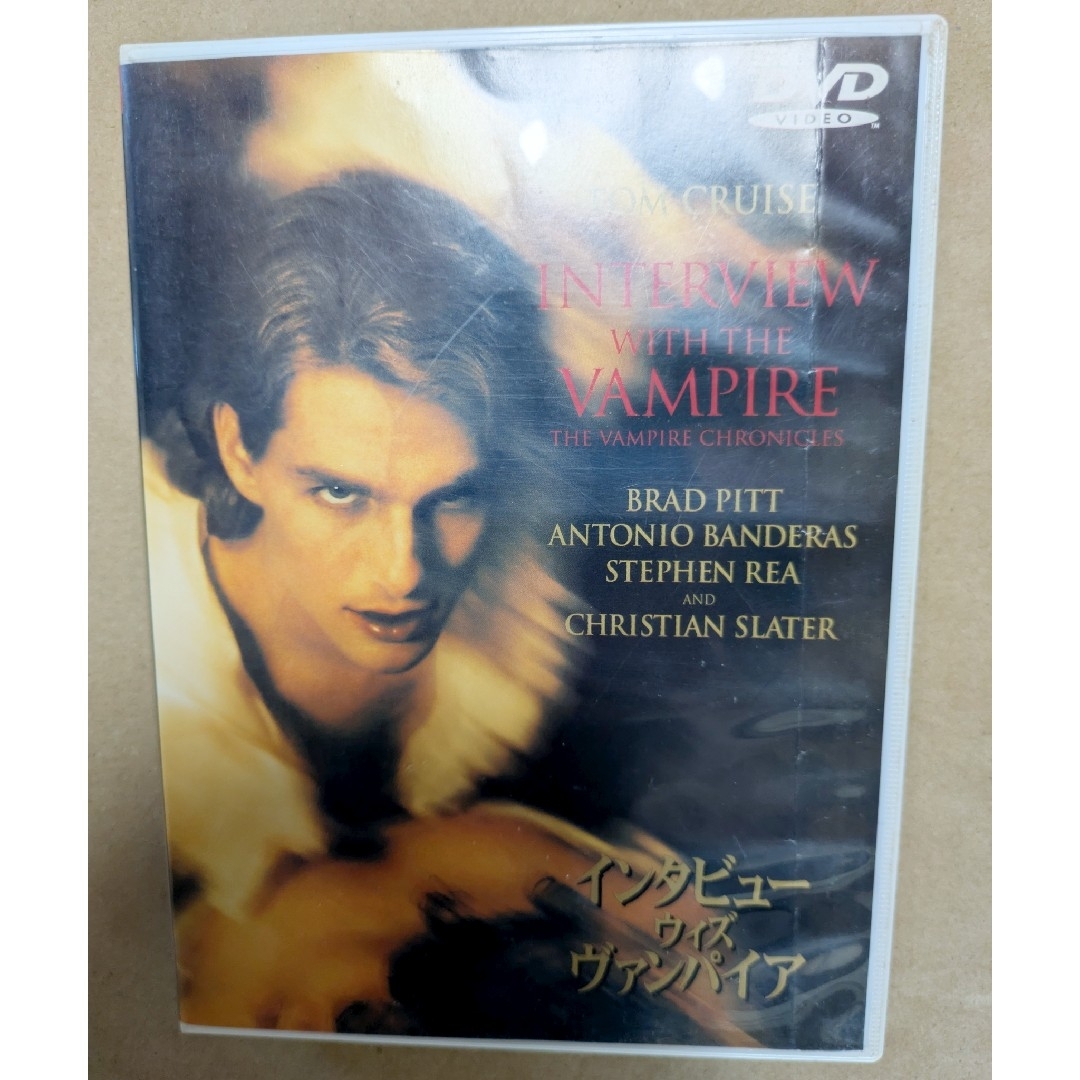 DVD
VIDEO
TM
TOM CRUISE
INTERVIEW
WITH THE
VAMPIRE
THE VAMPIRE CHRONICLES
BRAD PITT
ANTONIO BANDERAS
STEPHEN REA
AND
CHRISTIAN SLATER
インタビュー
ウィズ
ヴァンパイア